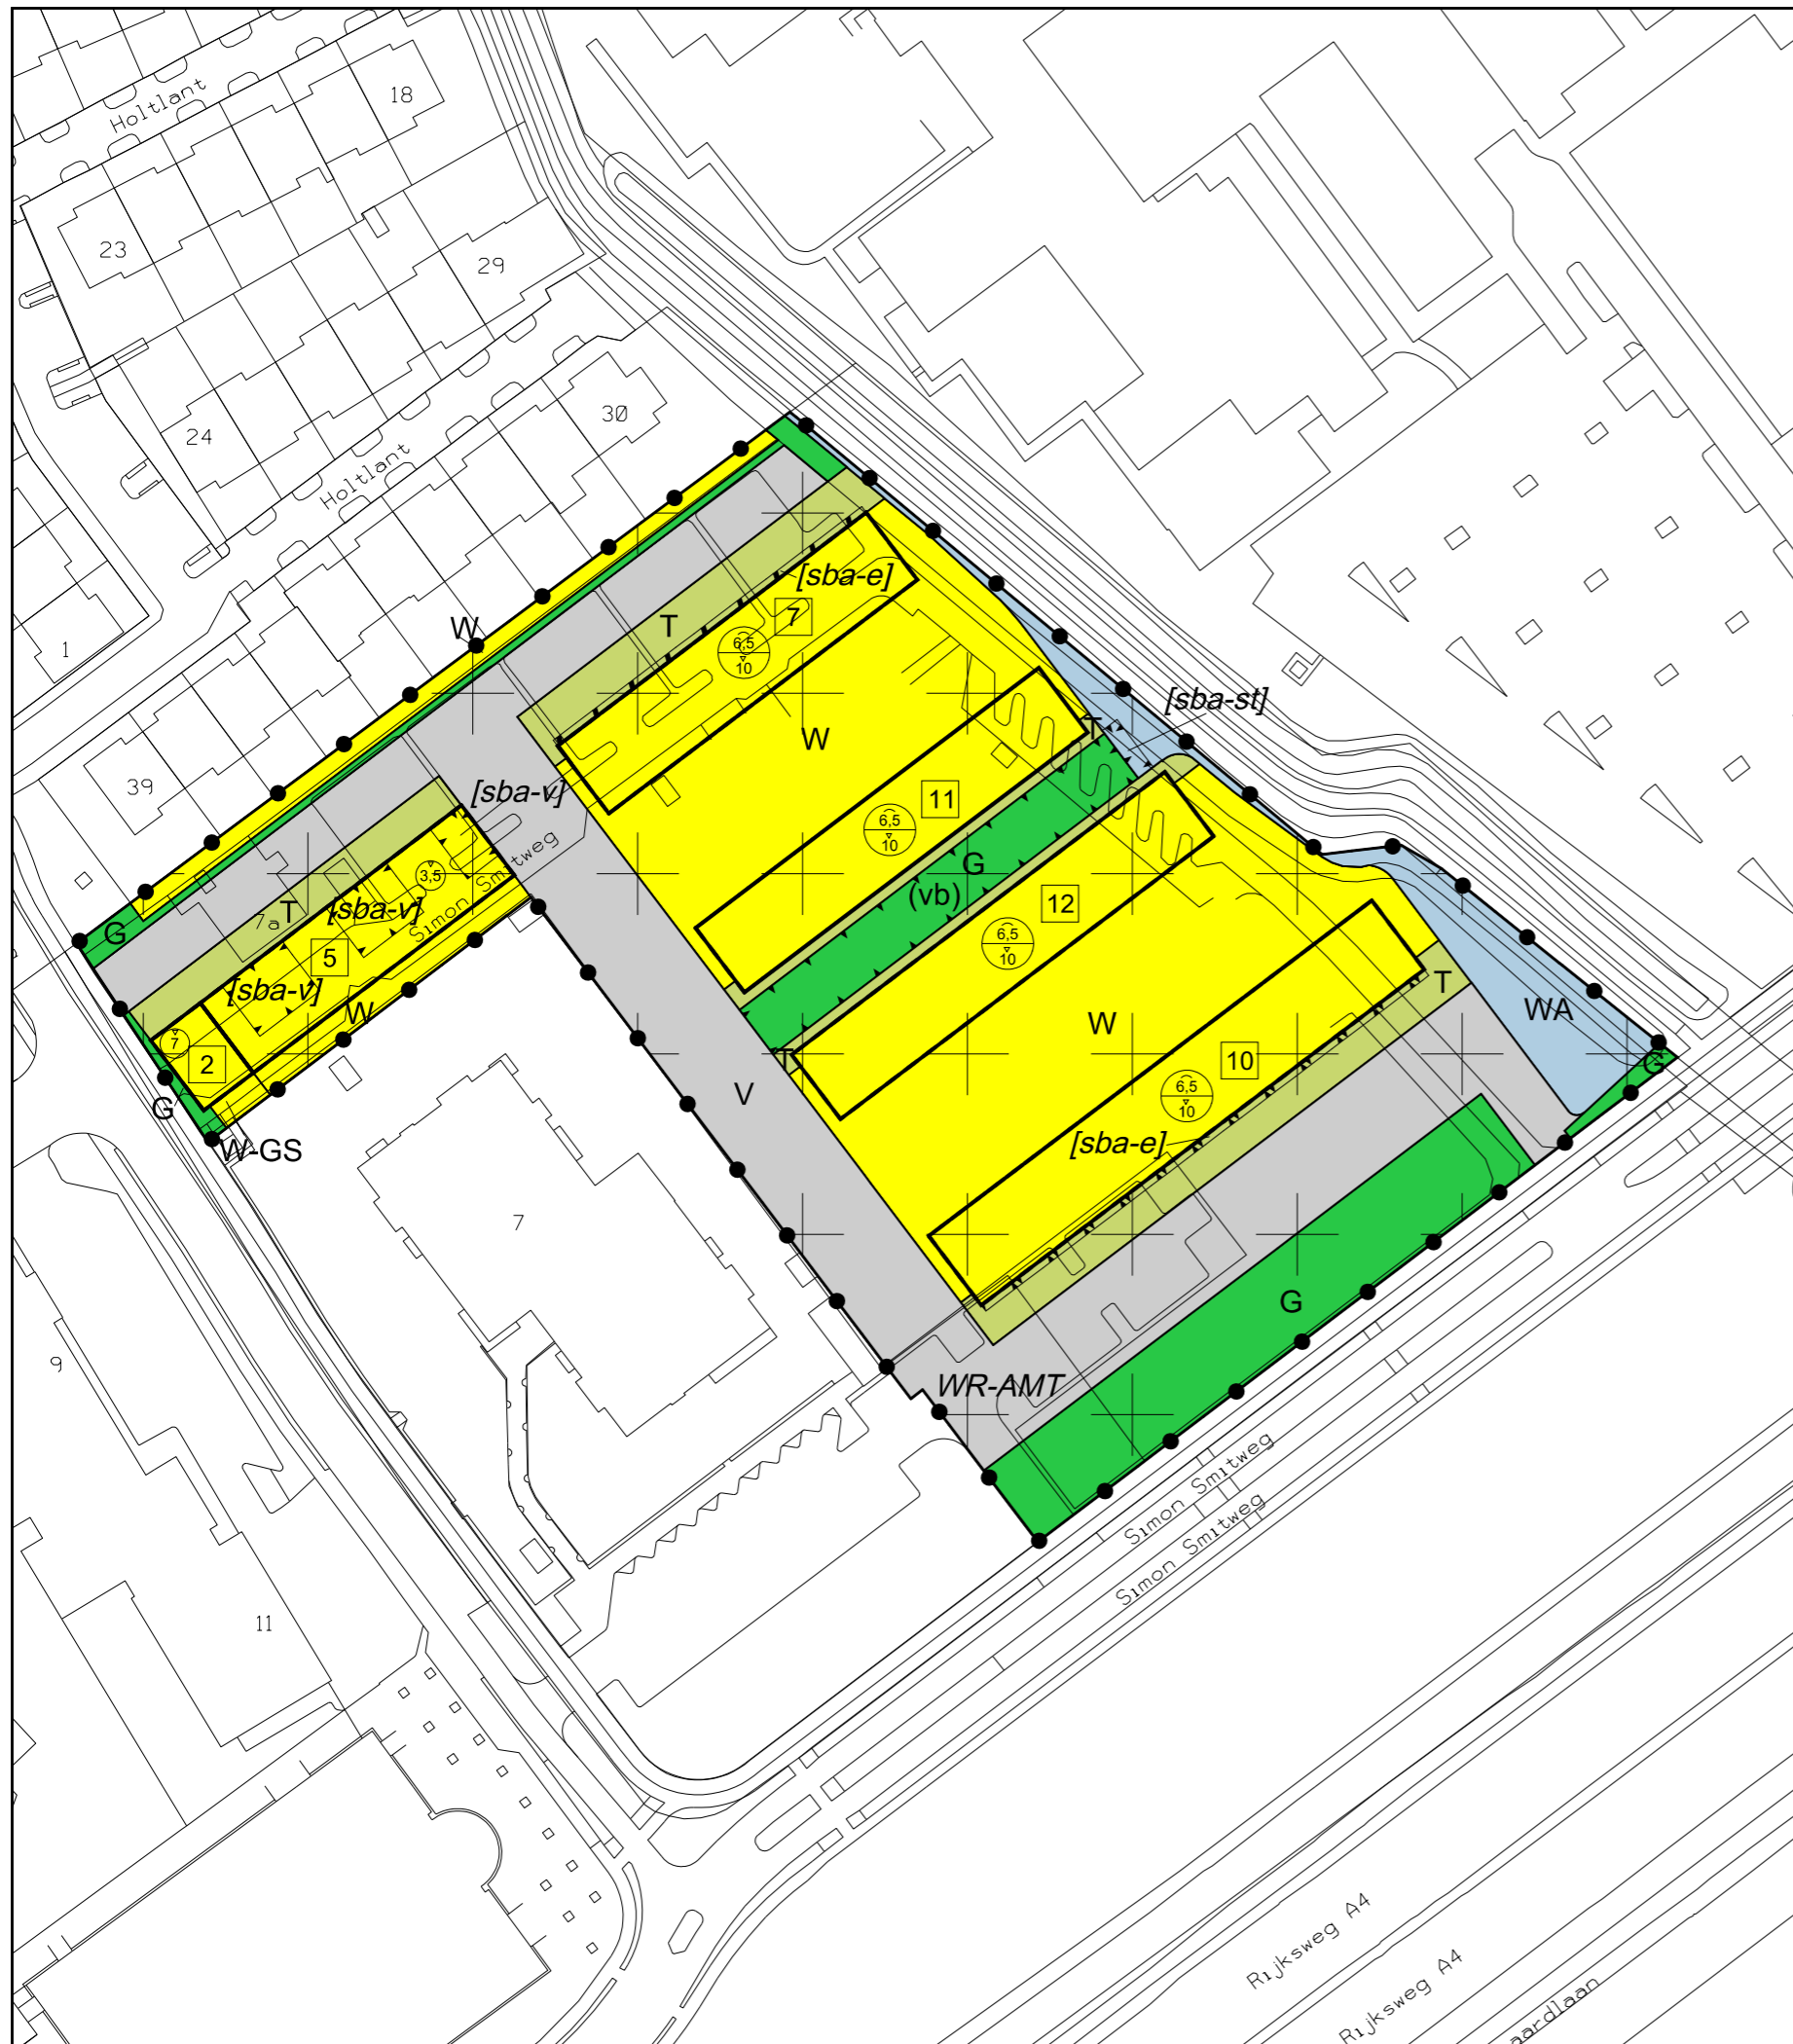 Holtlant
18
23
29
30
24
Holtlant
1
[sba-e]
7
W
T
6,5
10
[sba-st]
T
W
39
[sba-v]
11
6,5
10
Simon Smitweg
3,5
G
(vb)
12
7a
T
[sba-v]
G
5
6,5
10
[sba-v]
T
W
WA
W
7
2
T
10
G
V
6,5
10
G
[sba-e]
W-GS
7
G
9
WR-AMT
Simon Smitweg
Simon Smitweg
11
Rijksweg A4
Rijksweg A4
aardlaan